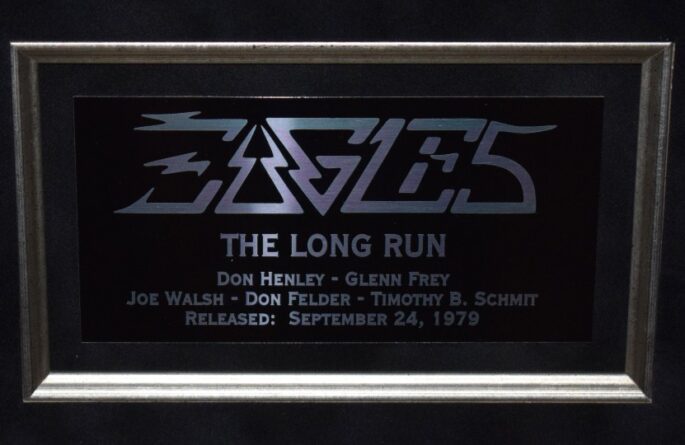 EAGLES
THE LONG RUN
DON HENLEY - GLENN FREY
JOE WALSH - DON FELDER - TIMOTHY B. SCHMIT
RELEASED: SEPTEMBER 24, 1979